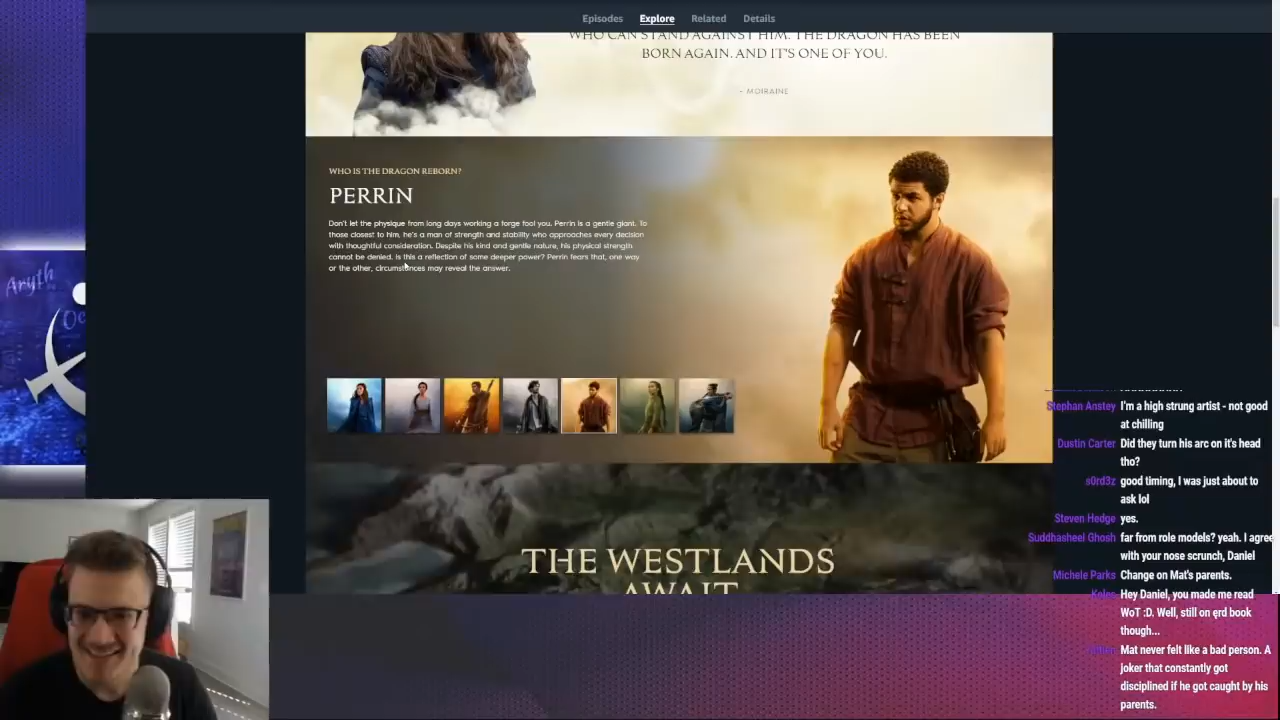 Episodes Explore Related Details
WHO CAN STAND AGAINST HIM. THE DRAGON HAS BEEN
BORN AGAIN. AND IT'S ONE OF YOU.
- MOIRAINE
WHO IS THE DRAGON REBORN?
PERRIN
Don't let the physique from long days working a forge fool you. Perrin is a gentle giant. To
those closest to him, he's a man of strength and stability who approaches every decision
with thoughtful consideration. Despite his kind and gentle nature, his physical strength
cannot be denied. Is this a reflection of some deeper power? Perrin fears that, one way
or the other, circumstances may reveal the answer.
THE WESTLANDS
AWAIT
Aryth
Oc
Stephan Anstey I'm a high strung artist - not good
at chilling
Dustin Carter Did they turn his arc on it's head
tho?
s0rd3z good timing, I was just about to
ask lol
Steven Hedge yes.
Suddhasheel Ghosh far from role models? yeah. I agree
with your nose scrunch, Daniel
Michele Parks Change on Mat's parents.
Hey Daniel, you made me read
WoT :D. Well, still on ęrd book
though...
Mat never felt like a bad person. A
joker that constantly got
disciplined if he got caught by his
parents.